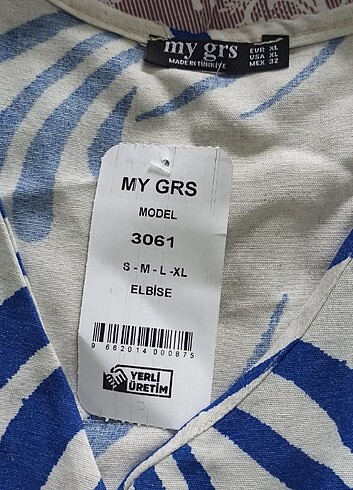 my grs
MADE IN TÜRKİYE
EUR XL
USA XL
MEX 32
MY GRS
MODEL
3061
S - M - L -XL
ELBİSE
9 662014 000875
YERLİ
ÜRETİM